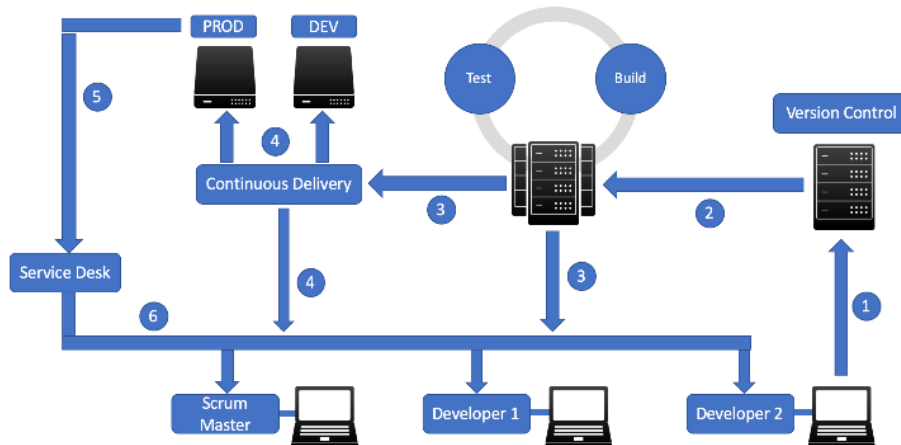 PROD
DEV
5
Test
Build
Version Control
4
Continuous Delivery
3
2
Service Desk
4
3
1
6
Scrum
Master
Developer 1
Developer 2